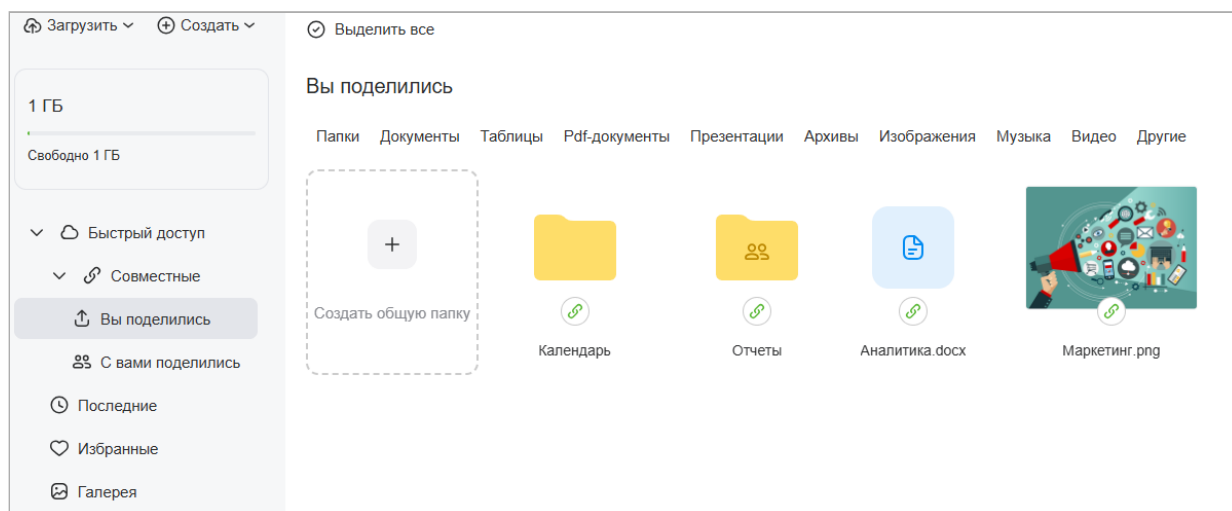 Загрузить Создать
Выделить все
1 ГБ
Свободно 1 ГБ
Быстрый доступ
Совместные
Вы поделились
С вами поделились
Последние
Избранные
Галерея
Вы поделились
Папки Документы Таблицы Pdf-документы Презентации Архивы Изображения Музыка Видео Другие
Создать общую папку
Календарь
Отчеты
Аналитика.docx
Маркетинг.png